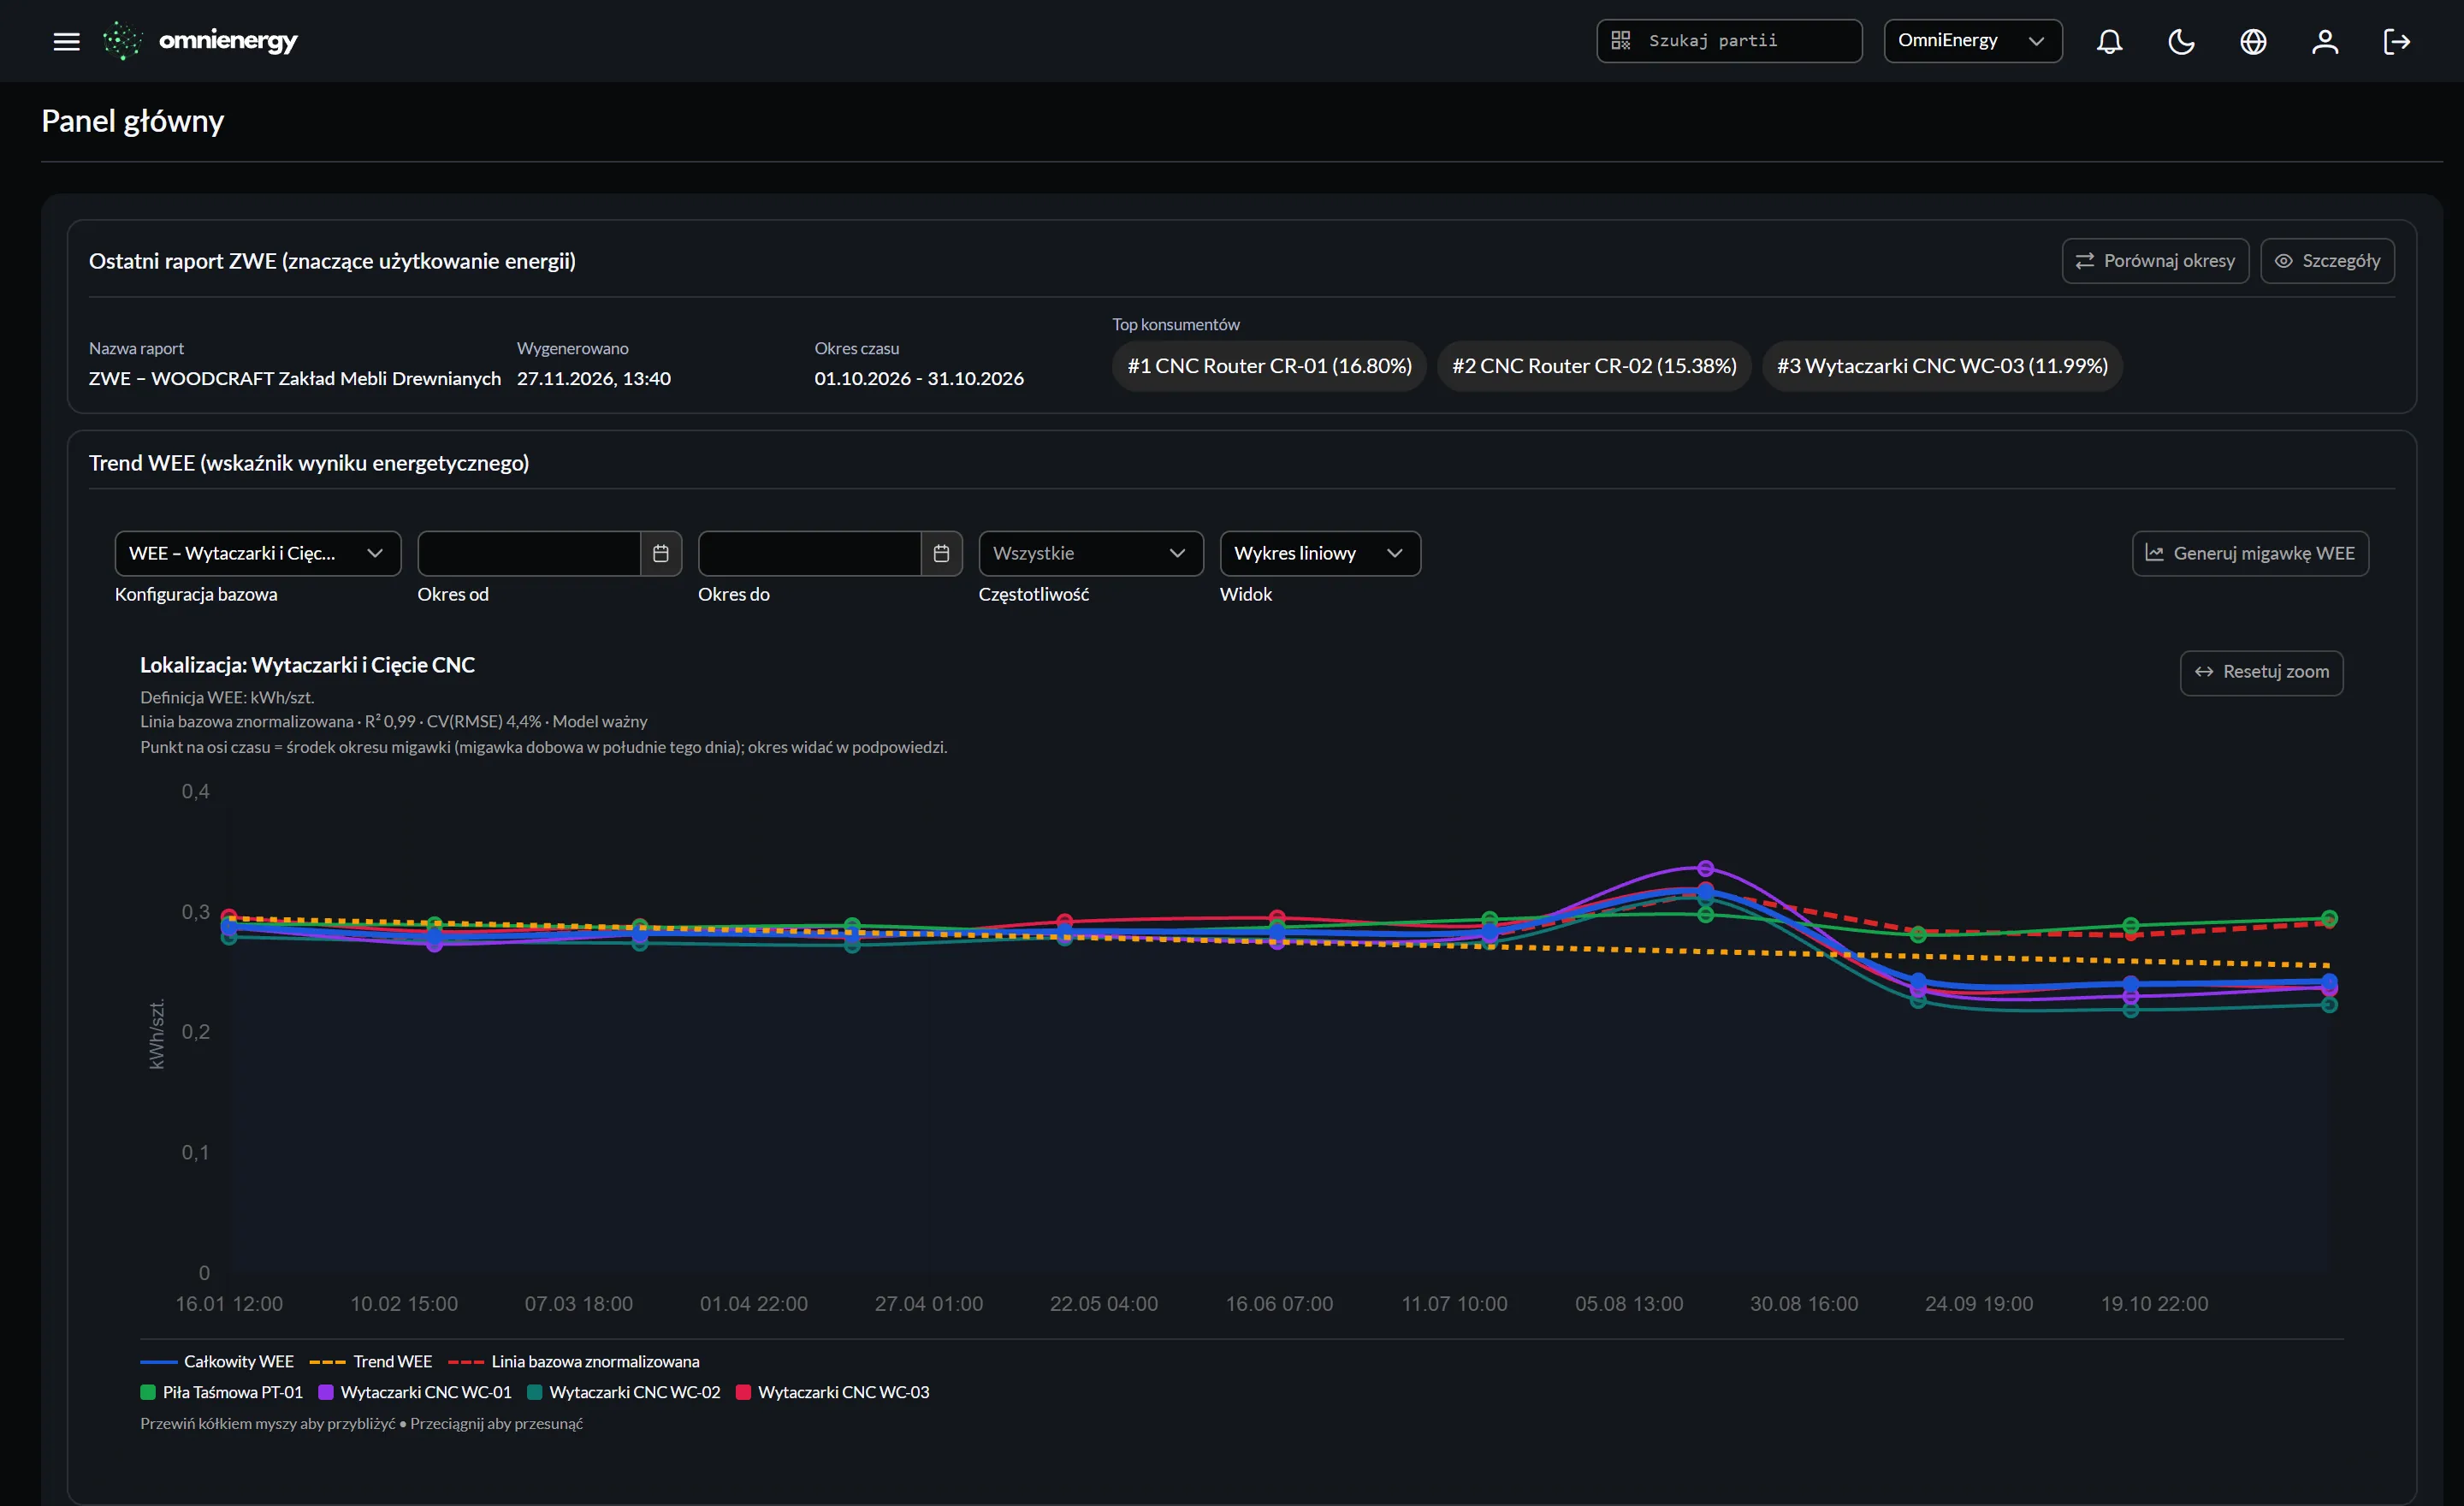 omnienergy
Szukaj partii
OmniEnergy
Panel główny
Ostatni raport ZWE (znaczące użytkowanie energii)
Porównaj okresy
Szczegóły
Nazwa raport
ZWE – WOODCRAFT Zakład Mebli Drewnianych
Wygenerowano
27.11.2026, 13:40
Okres czasu
01.10.2026 - 31.10.2026
Top konsumentów
#1 CNC Router CR-01 (16.80%)
#2 CNC Router CR-02 (15.38%)
#3 Wytaczarki CNC WC-03 (11.99%)
Trend WEE (wskaźnik wyniku energetycznego)
WEE – Wytaczarki i Cięc...
Konfiguracja bazowa
Okres od
Okres do
Wszystkie
Częstotliwość
Wykres liniowy
Widok
Generuj migawkę WEE
Lokalizacja: Wytaczarki i Cięcie CNC
Resetuj zoom
Definicja WEE: kWh/szt.
Linia bazowa znormalizowana · R² 0,99 · CV(RMSE) 4,4% · Model ważny
Punkt na osi czasu = środek okresu migawki (migawka dobowa w południe tego dnia); okres widać w podpowiedzi.
0,4
0,3
0,2
0,1
0
kWh/szt.
16.01 12:00
10.02 15:00
07.03 18:00
01.04 22:00
27.04 01:00
22.05 04:00
16.06 07:00
11.07 10:00
05.08 13:00
30.08 16:00
24.09 19:00
19.10 22:00
Całkowity WEE
Trend WEE
Linia bazowa znormalizowana
Piła Taśmowa PT-01
Wytaczarki CNC WC-01
Wytaczarki CNC WC-02
Wytaczarki CNC WC-03
Przewiń kółkiem myszy aby przybliżyć • Przeciągnij aby przesunąć